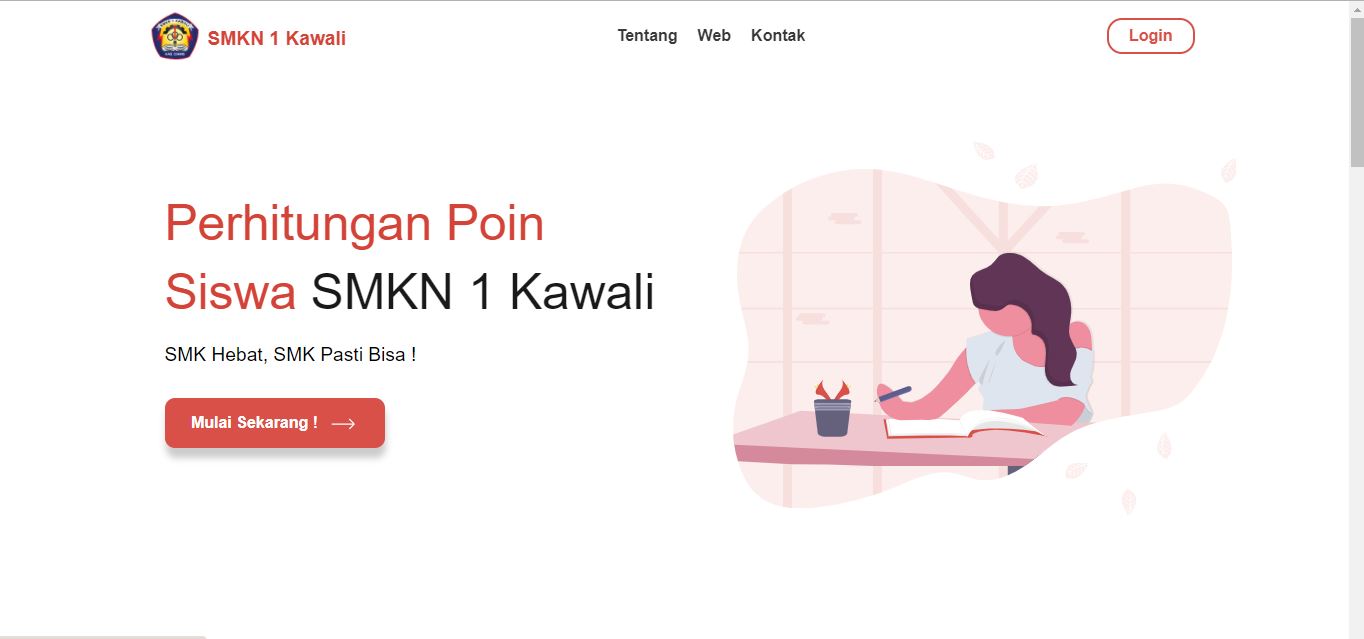 SMKN 1 Kawali
Tentang Web Kontak
Login
Perhitungan Poin
Siswa SMKN 1 Kawali
SMK Hebat, SMK Pasti Bisa !
Mulai Sekarang !